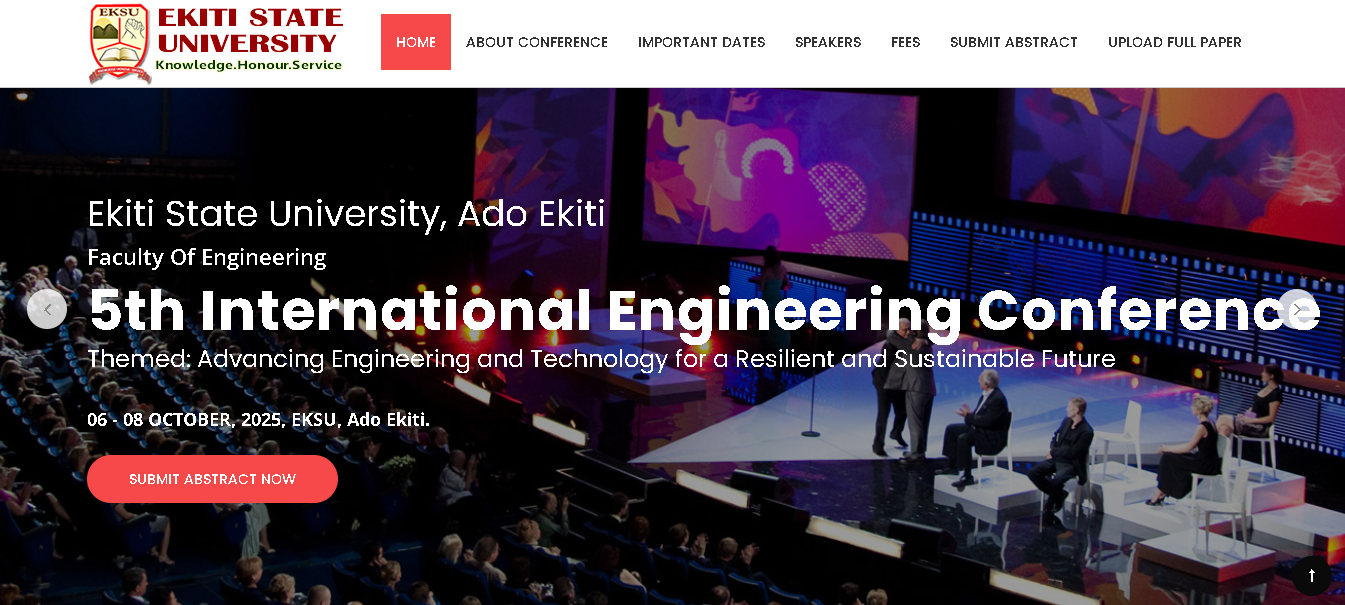 EKSU
EKITI STATE
UNIVERSITY
Knowledge.Honour.Service
HOME
ABOUT CONFERENCE
IMPORTANT DATES
SPEAKERS
FEES
SUBMIT ABSTRACT
UPLOAD FULL PAPER
Ekiti State University, Ado Ekiti
Faculty Of Engineering
5th International Engineering Conference
Themed: Advancing Engineering and Technology for a Resilient and Sustainable Future
06 - 08 OCTOBER, 2025, EKSU, Ado Ekiti.
SUBMIT ABSTRACT NOW